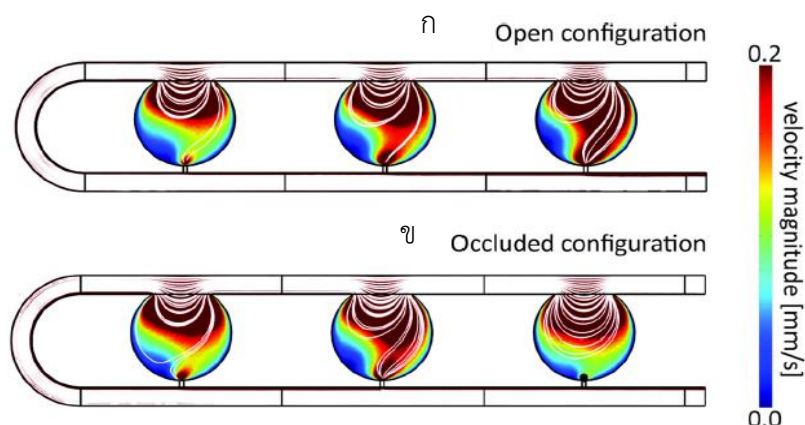 ก
Open configuration
0.2
velocity magnitude [mm/s]
ข
Occluded configuration
0.0